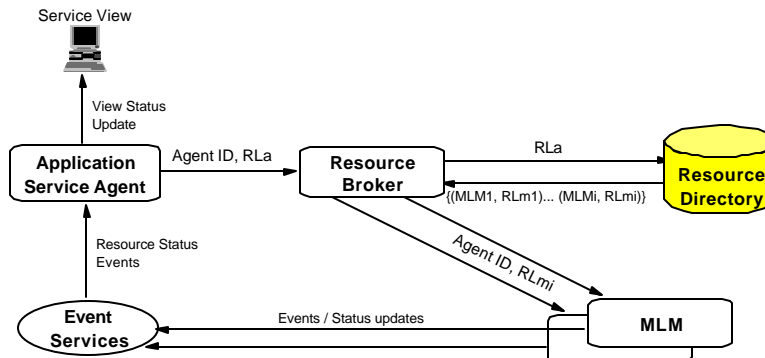 Service View
View Status
Update
Application
Service Agent
Agent ID, RLa
Resource
Broker
RLa
{(MLM1, RLm1)... (MLMi, RLmi)}
Resource
Directory
Resource Status
Events
Agent ID, RLmi
Event
Services
Events / Status updates
MLM